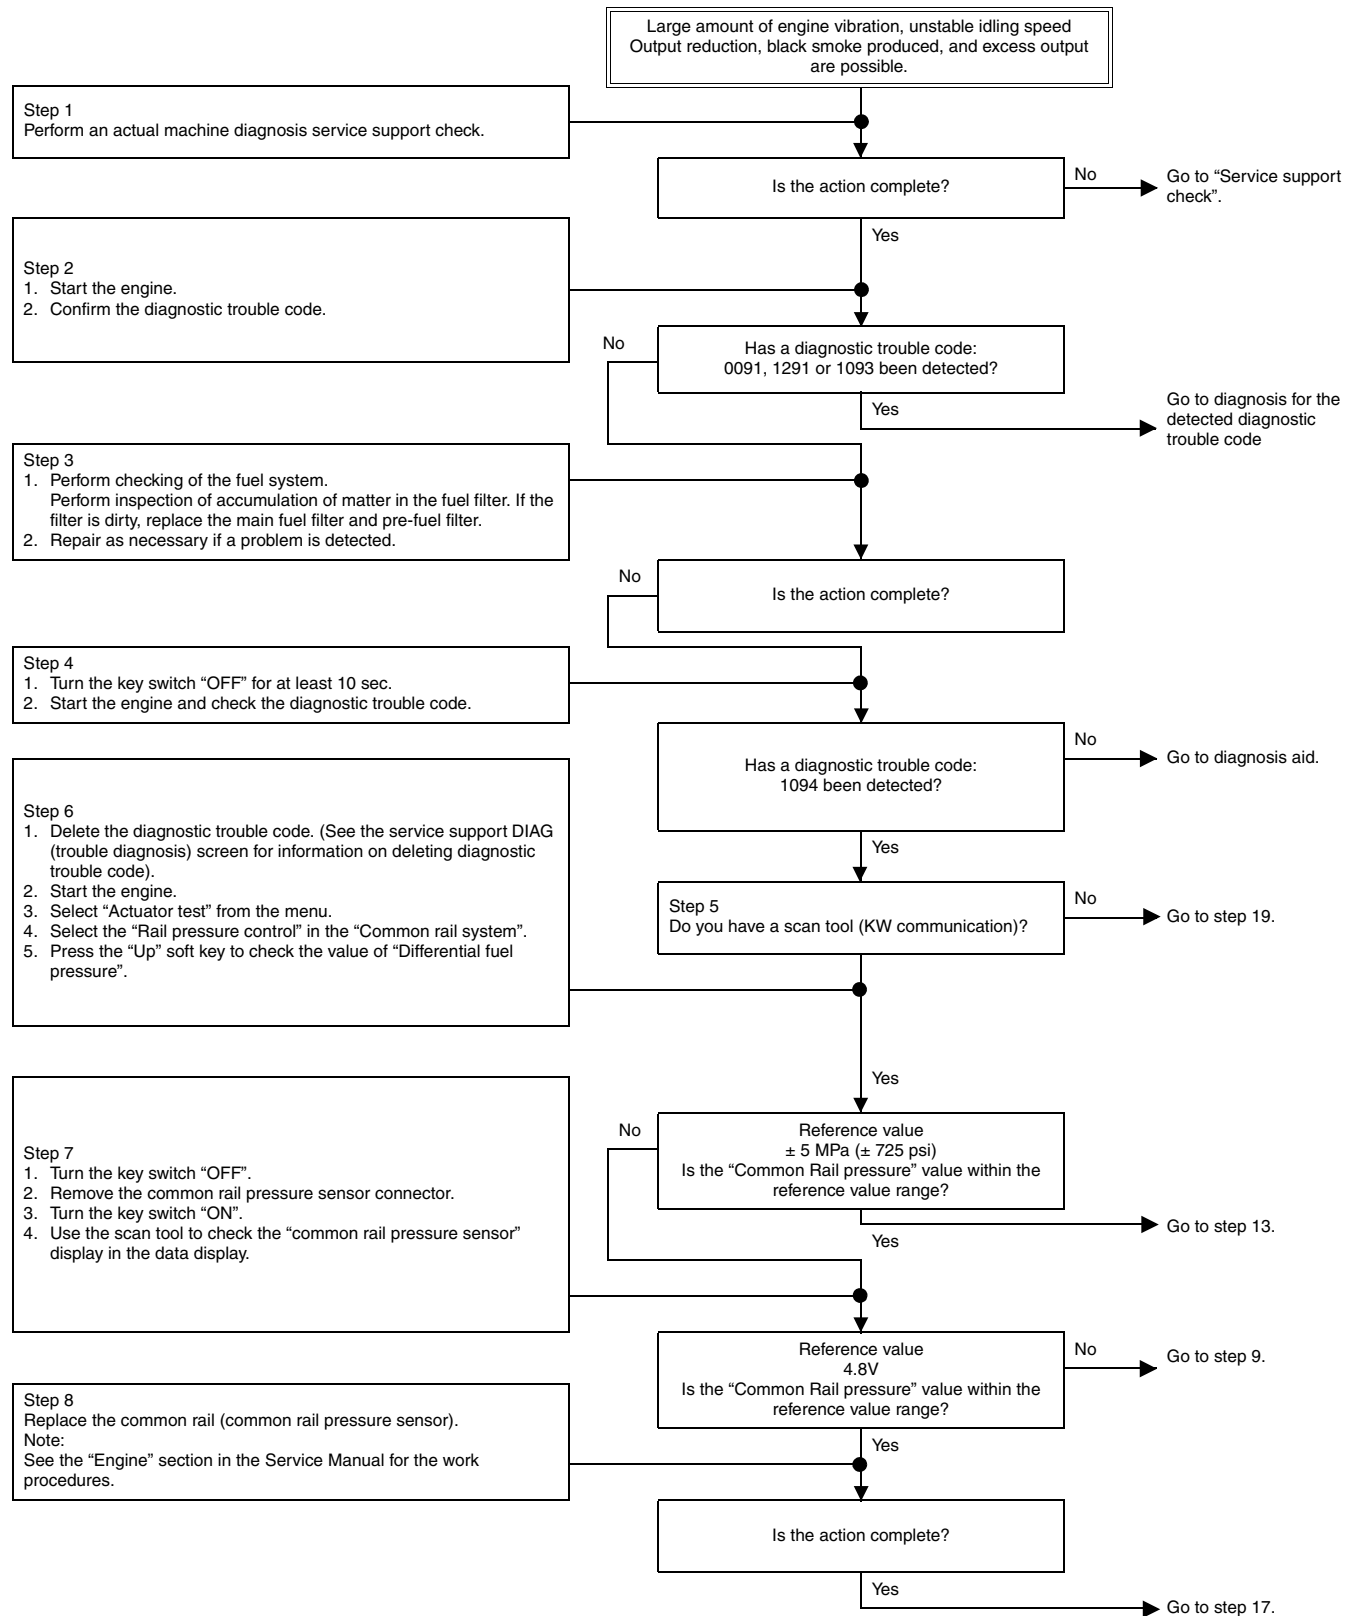 Large amount of engine vibration, unstable idling speed
Output reduction, black smoke produced, and excess output
are possible.
Step 1
Perform an actual machine diagnosis service support check.
Is the action complete?
No
Go to “Service support
check”.
Yes
Step 2
1. Start the engine.
2. Confirm the diagnostic trouble code.
No
Has a diagnostic trouble code:
0091, 1291 or 1093 been detected?
Yes
Go to diagnosis for the
detected diagnostic
trouble code
Step 3
1. Perform checking of the fuel system.
Perform inspection of accumulation of matter in the fuel filter. If the
filter is dirty, replace the main fuel filter and pre-fuel filter.
2. Repair as necessary if a problem is detected.
No
Is the action complete?
Step 4
1. Turn the key switch “OFF” for at least 10 sec.
2. Start the engine and check the diagnostic trouble code.
Has a diagnostic trouble code:
1094 been detected?
No
Go to diagnosis aid.
Yes
Step 5
Do you have a scan tool (KW communication)?
No
Go to step 19.
Step 6
1. Delete the diagnostic trouble code. (See the service support DIAG
(trouble diagnosis) screen for information on deleting diagnostic
trouble code).
2. Start the engine.
3. Select “Actuator test” from the menu.
4. Select the “Rail pressure control” in the “Common rail system”.
5. Press the “Up” soft key to check the value of “Differential fuel
pressure”.
Yes
No
Reference value
± 5 MPa (± 725 psi)
Is the “Common Rail pressure” value within the
reference value range?
Yes
Go to step 13.
Step 7
1. Turn the key switch “OFF”.
2. Remove the common rail pressure sensor connector.
3. Turn the key switch “ON”.
4. Use the scan tool to check the “common rail pressure sensor”
display in the data display.
Reference value
4.8V
Is the “Common Rail pressure” value within the
reference value range?
No
Go to step 9.
Yes
Step 8
Replace the common rail (common rail pressure sensor).
Note:
See the “Engine” section in the Service Manual for the work
procedures.
Is the action complete?
Yes
Go to step 17.